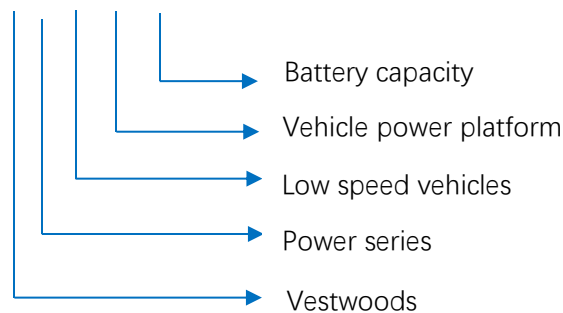 Battery capacity
Vehicle power platform
Low speed vehicles
Power series
Vestwoods